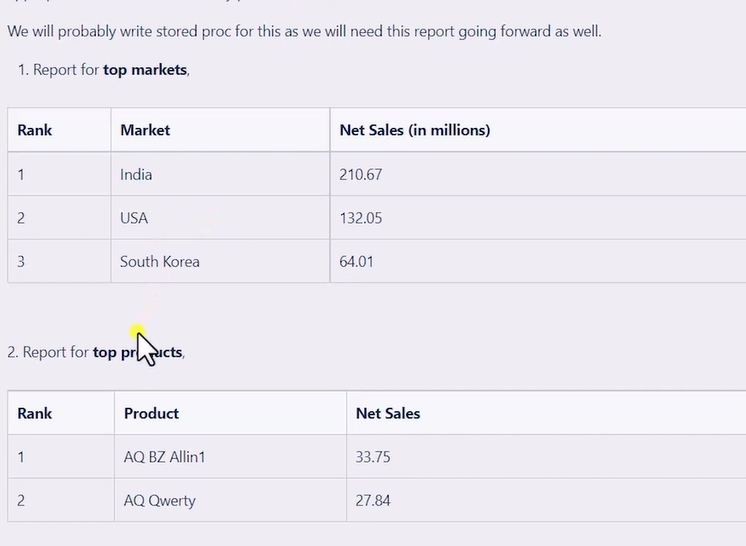 We will probably write stored proc for this as we will need this report going forward as well.
1. Report for top markets,
Rank Market Net Sales (in millions)
1 India 210.67
2 USA 132.05
3 South Korea 64.01
2. Report for top products,
Rank Product Net Sales
1 AQ BZ Allin1 33.75
2 AQ Qwerty 27.84